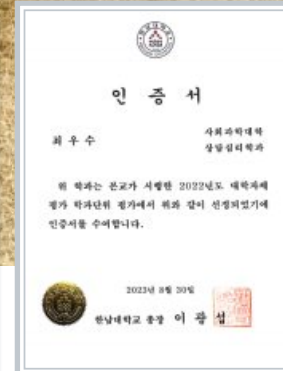 인 증 서
최 우 수
사회과학대학
상담심리학과
위 학과는 본교가 시행한 2022년도 대학자체
평가 학과단위 평가에서 위와 같이 선정되었기에
인증서를 수여합니다.
2023년 8월 30일
한남대학교 총장 이 광 섭